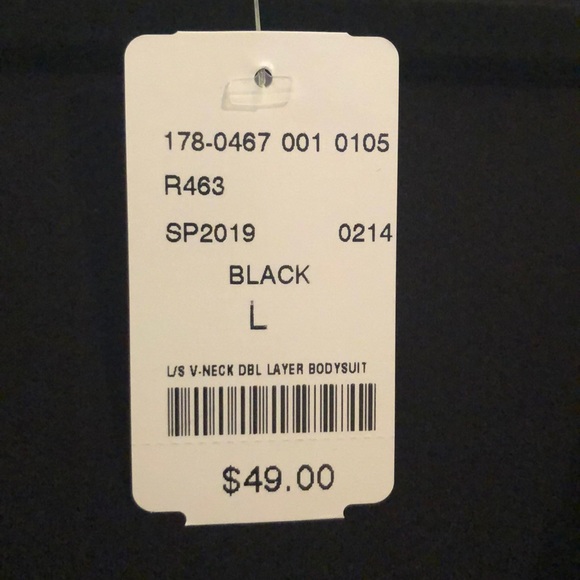 178-0467 001 0105
R463
SP2019 0214
BLACK
L
L/S V-NECK DBL LAYER BODYSUIT
$49.00